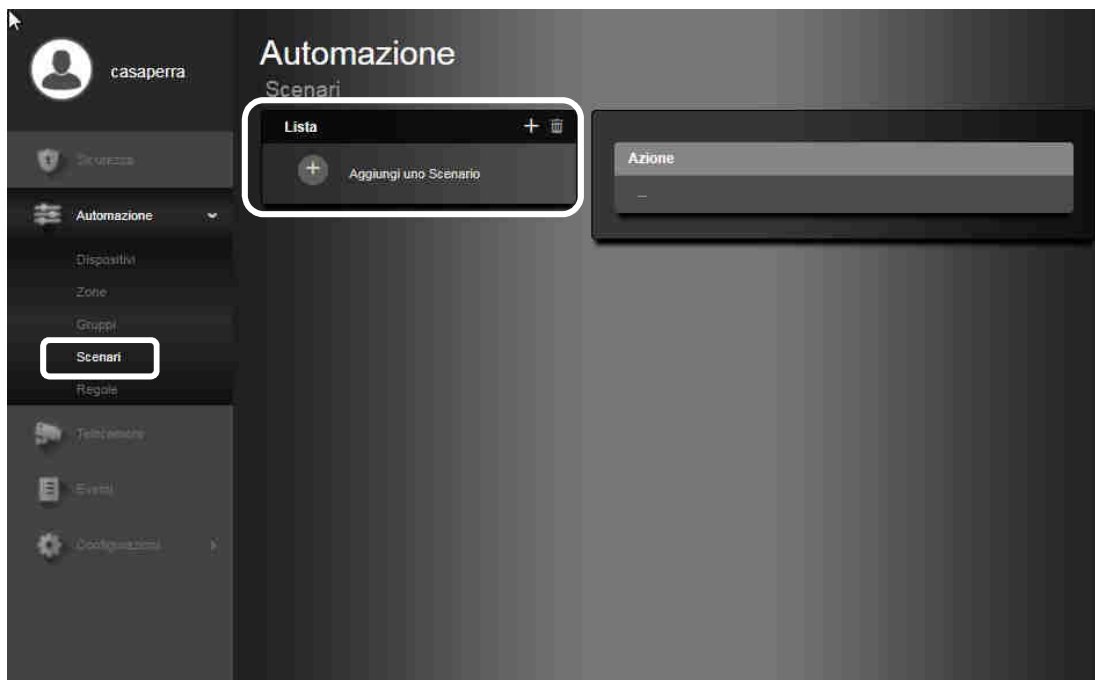 casaperra
Sicurezza
Automazione
Dispositivi
Zone
Gruppi
Scenari
Regole
Telecamere
Eventi
Configurazioni
Automazione
Scenari
Lista
Aggiungi uno Scenario
Azione
...